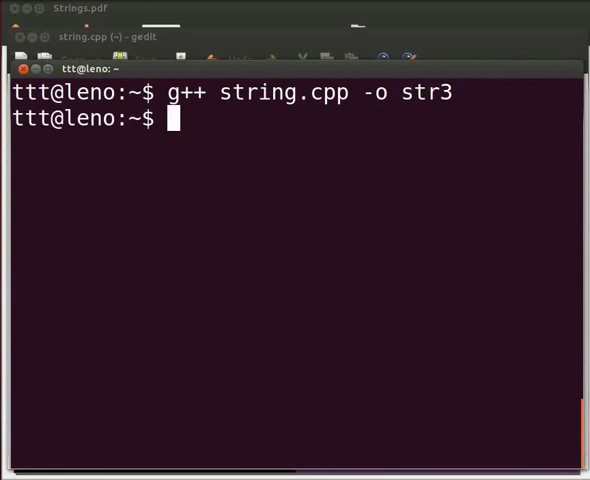 Strings.pdf
string.cpp (~) - gedit
ttt@leno: ~
ttt@leno:~$ g++ string.cpp -o str3
ttt@leno:~$